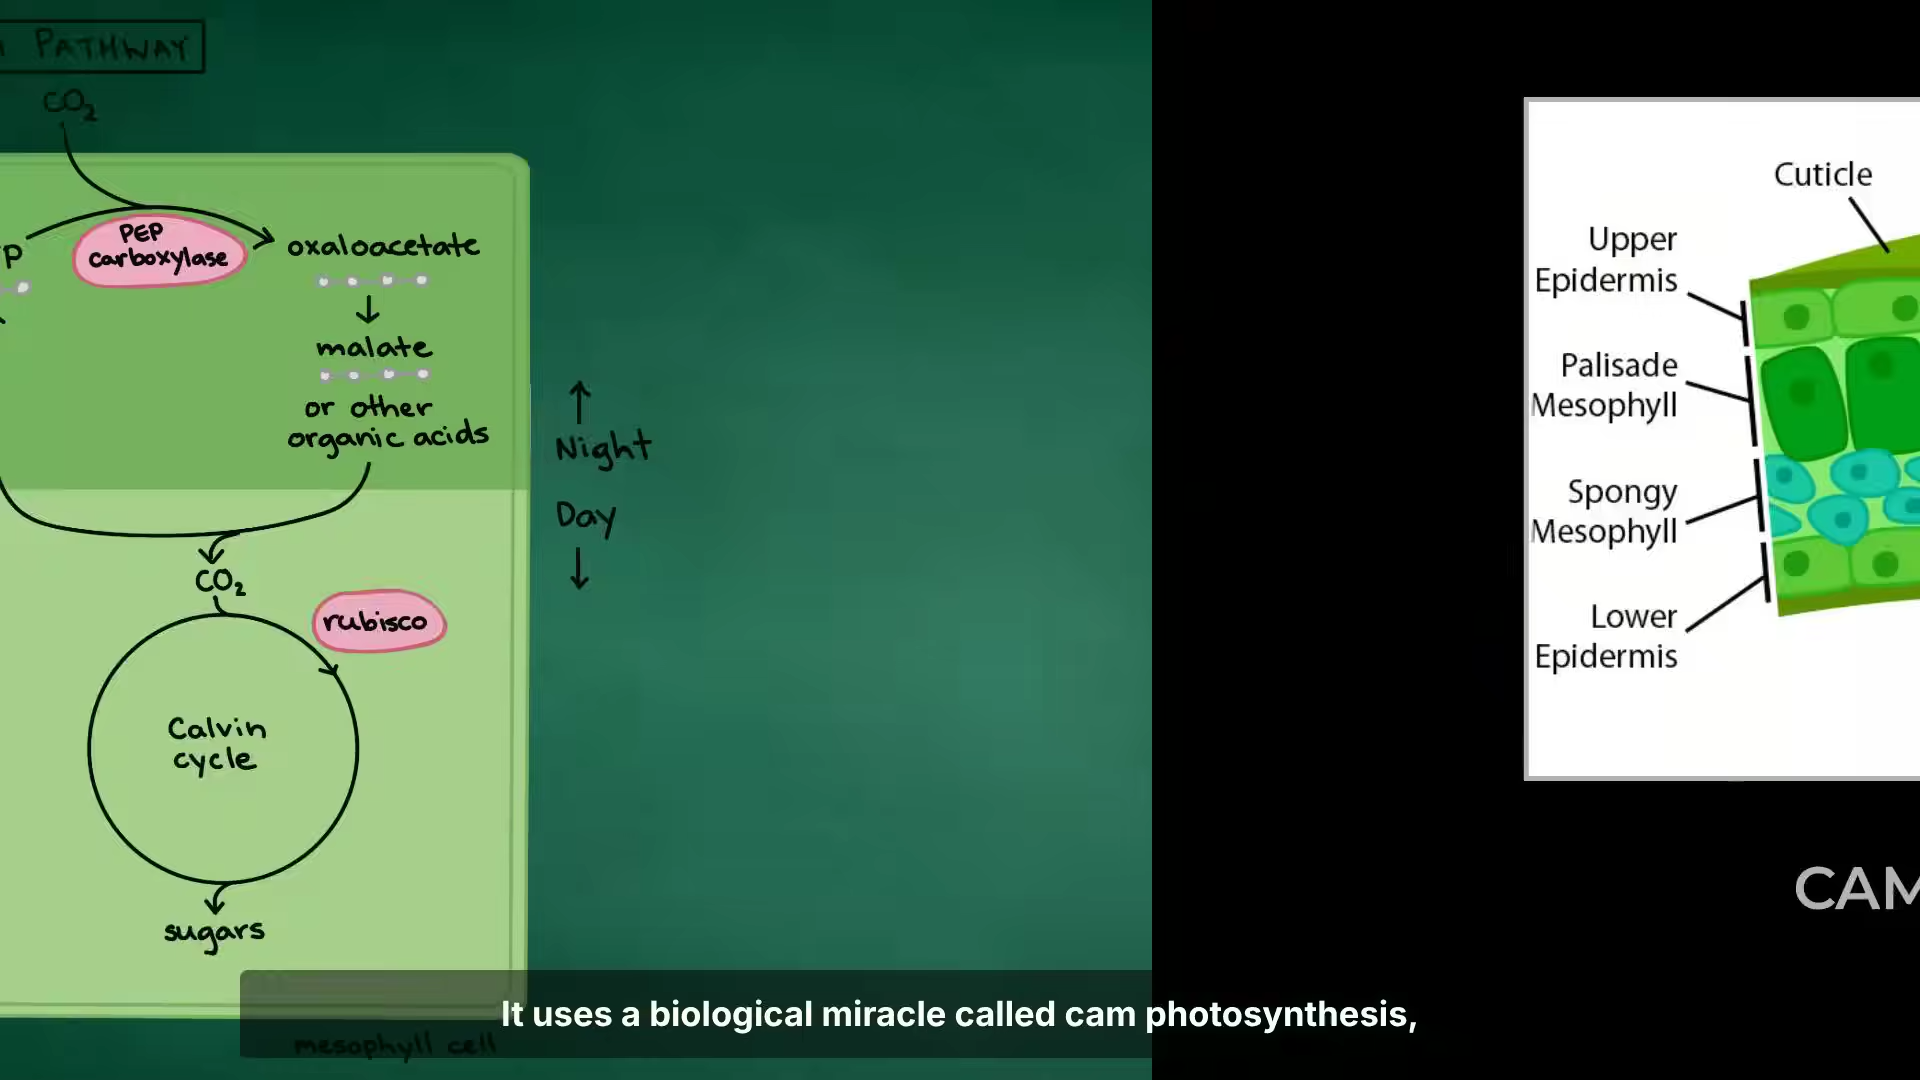 PATHWAY
CO₂
P
PEP
carboxylase
oxaloacetate
malate
or other
organic acids
Night
Day
CO₂
rubisco
Calvin
cycle
sugars
mesophyll cell
Cuticle
Upper
Epidermis
Palisade
Mesophyll
Spongy
Mesophyll
Lower
Epidermis
CAM
It uses a biological miracle called cam photosynthesis,